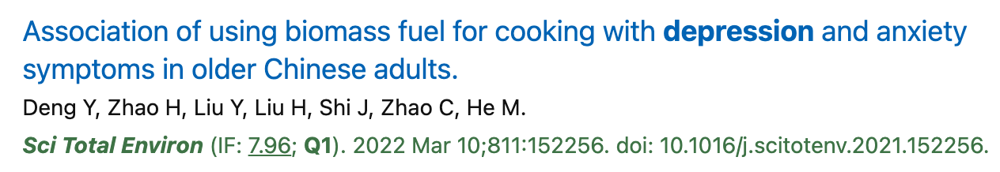 Association of using biomass fuel for cooking with depression and anxiety
symptoms in older Chinese adults.
Deng Y, Zhao H, Liu Y, Liu H, Shi J, Zhao C, He M.
Sci Total Environ (IF: 7.96; Q1). 2022 Mar 10;811:152256. doi: 10.1016/j.scitotenv.2021.152256.